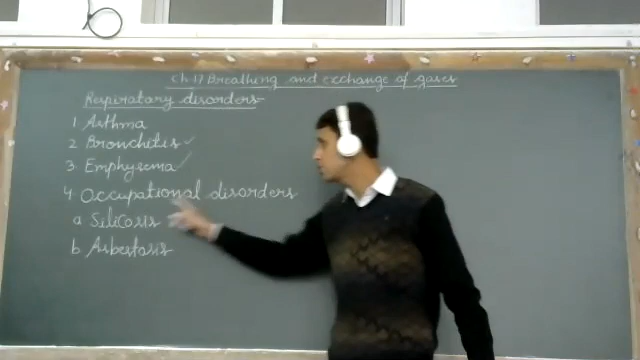 Ch 17 Breathing and exchange of gases
Respiratory disorders
1 Asthma
2 Bronchitis ✓
3 Emphysema ✓
4 Occupational disorders
a Silicosis
b Asbestosis